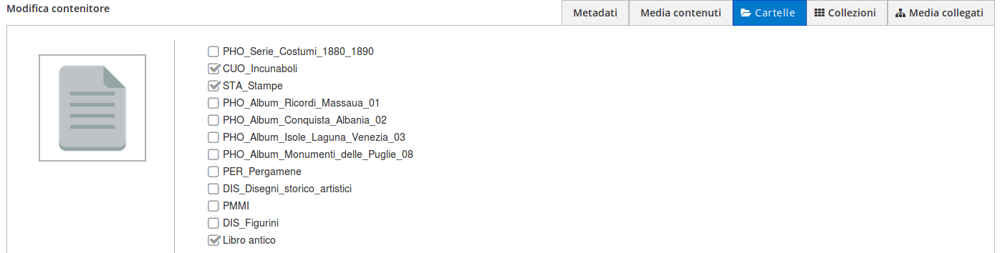 Modifica contenitore
Metadati
Media contenuti
Cartelle
Collezioni
Media collegati
PHO_Serie_Costumi_1880_1890
CUO_Incunaboli
STA_Stampe
PHO_Album_Ricordi_Massaua_01
PHO_Album_Conquista_Albania_02
PHO_Album_Isole_Laguna_Venezia_03
PHO_Album_Monumenti_delle_Puglie_08
PER_Pergamene
DIS_Disegni_storico_artistici
PMMI
DIS_Figurini
Libro antico